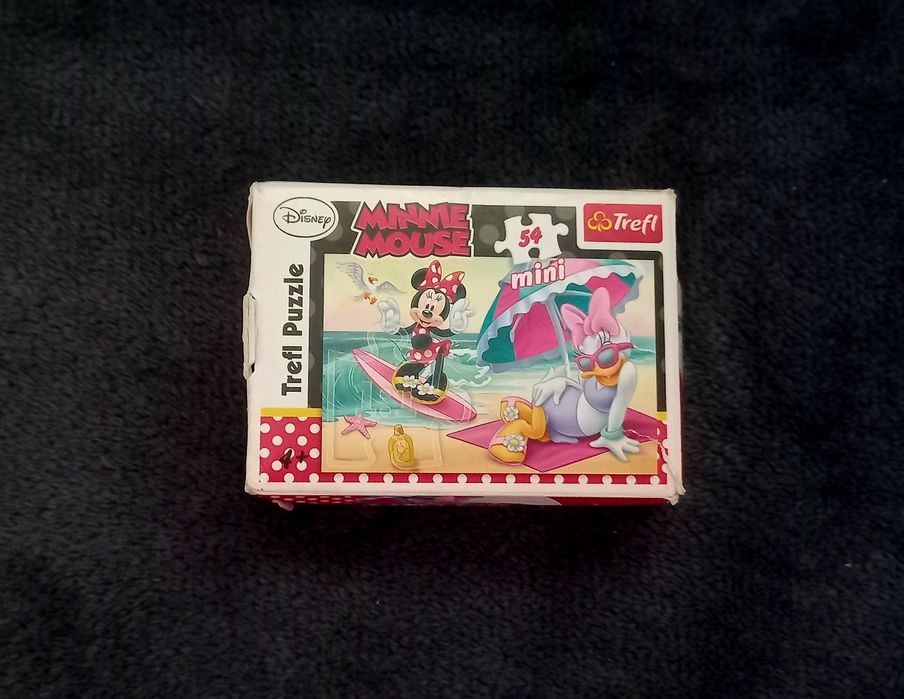 Disney
MINNIE
MOUSE
54
mini
Trefl
Trefl Puzzle
4+